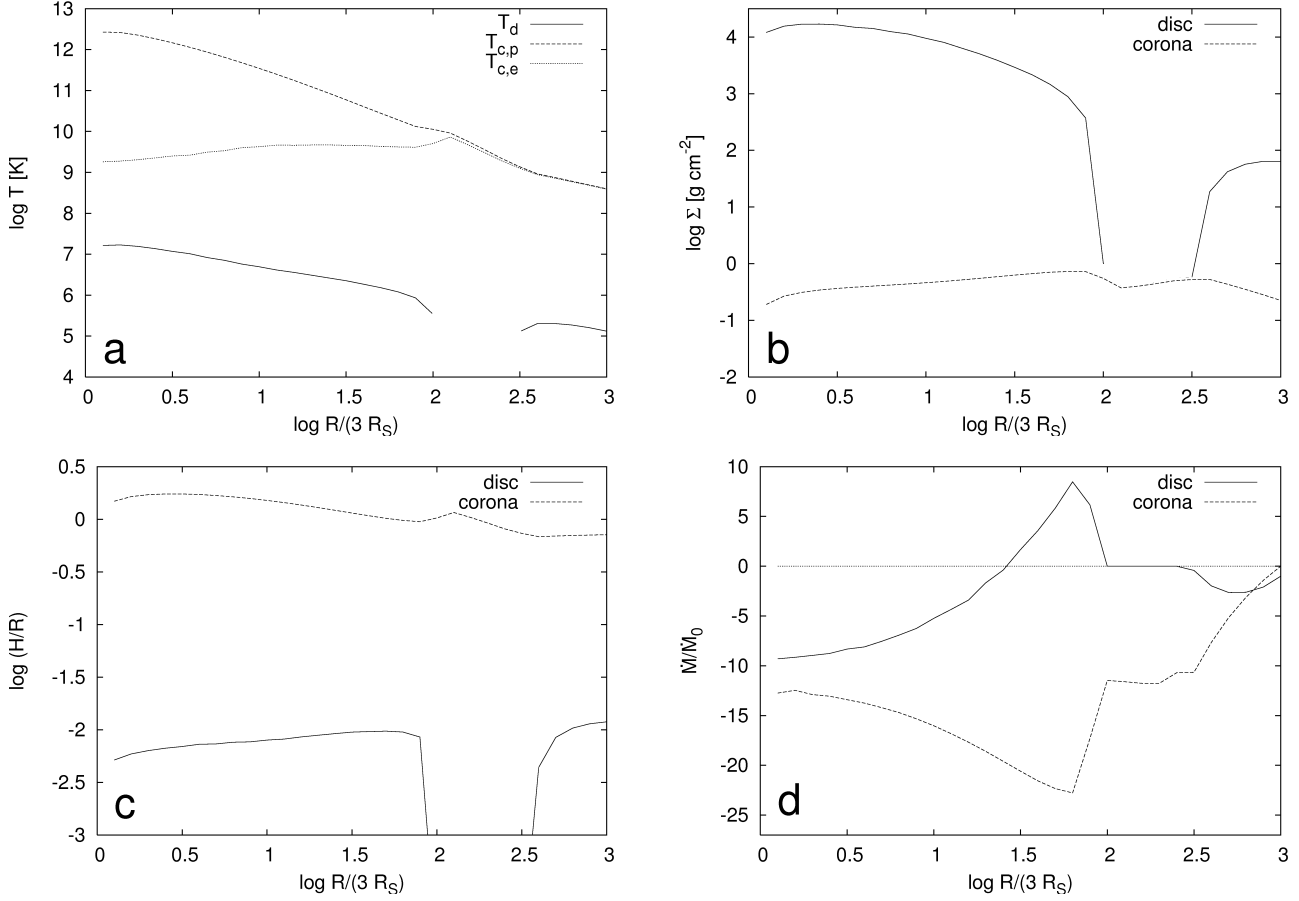 13
12
11
10
9
8
7
6
5
4
log T [K]
T_d
T_c,p
T_c,e
a
0 0.5 1 1.5 2 2.5 3
log R/(3 R_S)
4
3
2
1
0
-1
-2
log Σ [g cm^-2]
disc
corona
b
0 0.5 1 1.5 2 2.5 3
log R/(3 R_S)
0.5
0
-0.5
-1
-1.5
-2
-2.5
-3
log (H/R)
disc
corona
c
0 0.5 1 1.5 2 2.5 3
log R/(3 R_S)
10
5
0
-5
-10
-15
-20
-25
Ṁ/Ṁ_0
disc
corona
d
0 0.5 1 1.5 2 2.5 3
log R/(3 R_S)